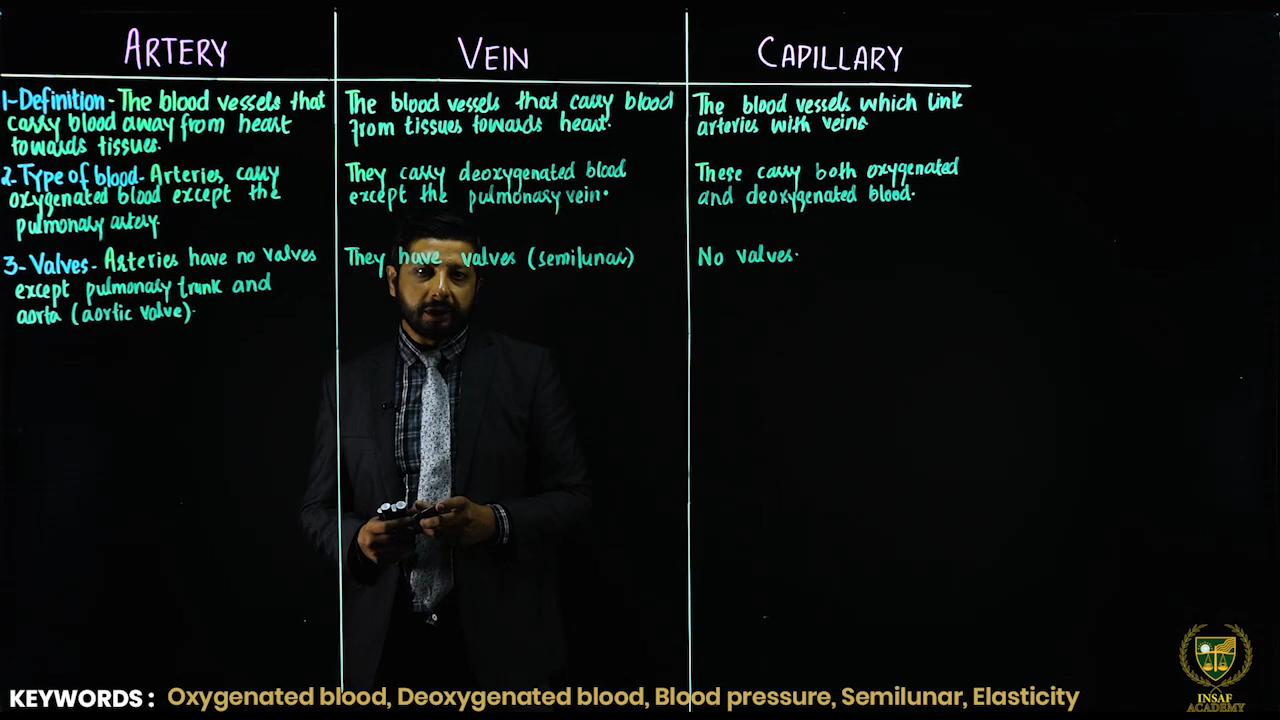 ARTERY
VEIN
CAPILLARY
1-Definition- The blood vessels that
carry blood away from heart
towards tissues.
The blood vessels that carry blood
from tissues towards heart.
The blood vessels which link
arteries with veins
2-Type of blood- Arteries carry
oxygenated blood except the
pulmonary artery.
They carry deoxygenated blood
except the pulmonary vein.
These carry both oxygenated
and deoxygenated blood.
3-Valves- Arteries have no valves
except pulmonary trunk and
aorta (aortic valve).
They have valves (semilunar)
No valves.
KEYWORDS: Oxygenated blood, Deoxygenated blood, Blood pressure, Semilunar, Elasticity
INSAF
ACADEMY